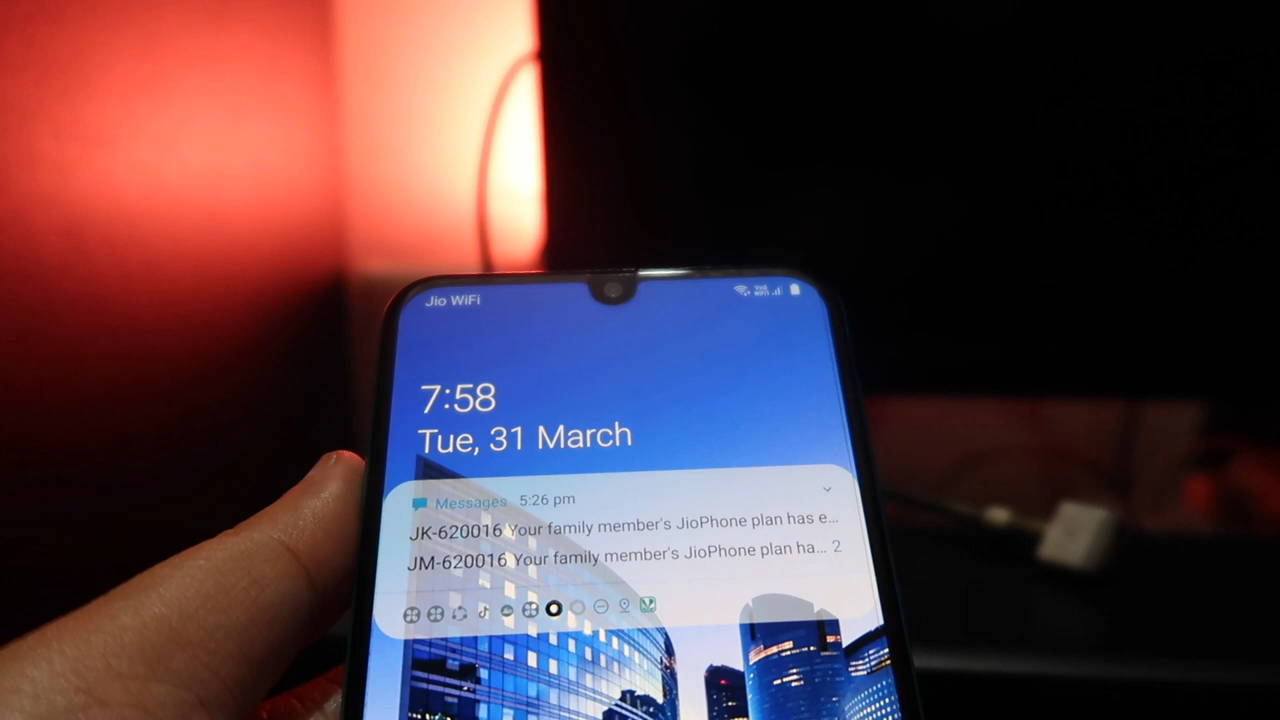 Jio WiFi
7:58
Tue, 31 March
Messages 5:26 pm
JK-620016 Your family member's JioPhone plan has e...
JM-620016 Your family member's JioPhone plan ha... 2